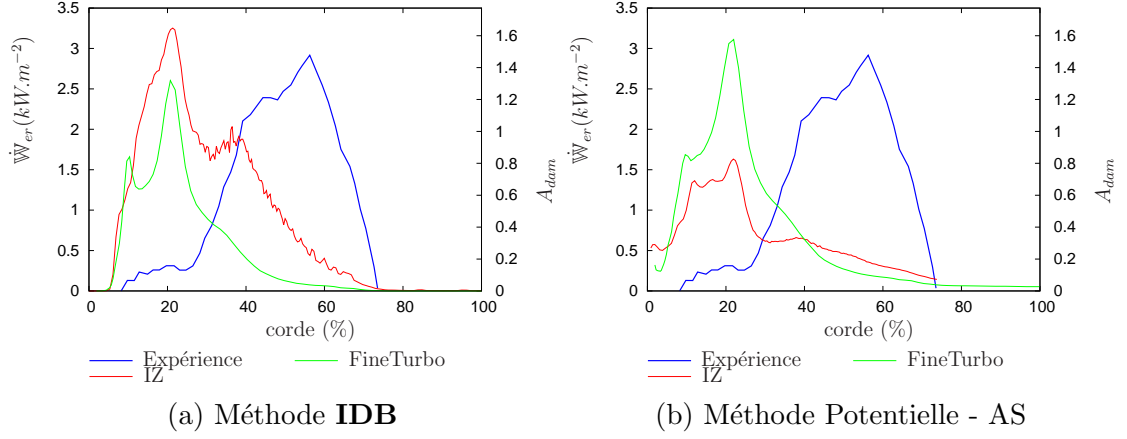 3.5
3
2.5
2
1.5
1
0.5
0
1.6
1.4
1.2
1
0.8
0.6
0.4
0.2
0
0 20 40 60 80 100
Ẇ_er(kW.m⁻²)
A_dam
corde (%)
Expérience
IZ
FineTurbo
(a) Méthode IDB
3.5
3
2.5
2
1.5
1
0.5
0
1.6
1.4
1.2
1
0.8
0.6
0.4
0.2
0
0 20 40 60 80 100
Ẇ_er(kW.m⁻²)
A_dam
corde (%)
Expérience
IZ
FineTurbo
(b) Méthode Potentielle - AS